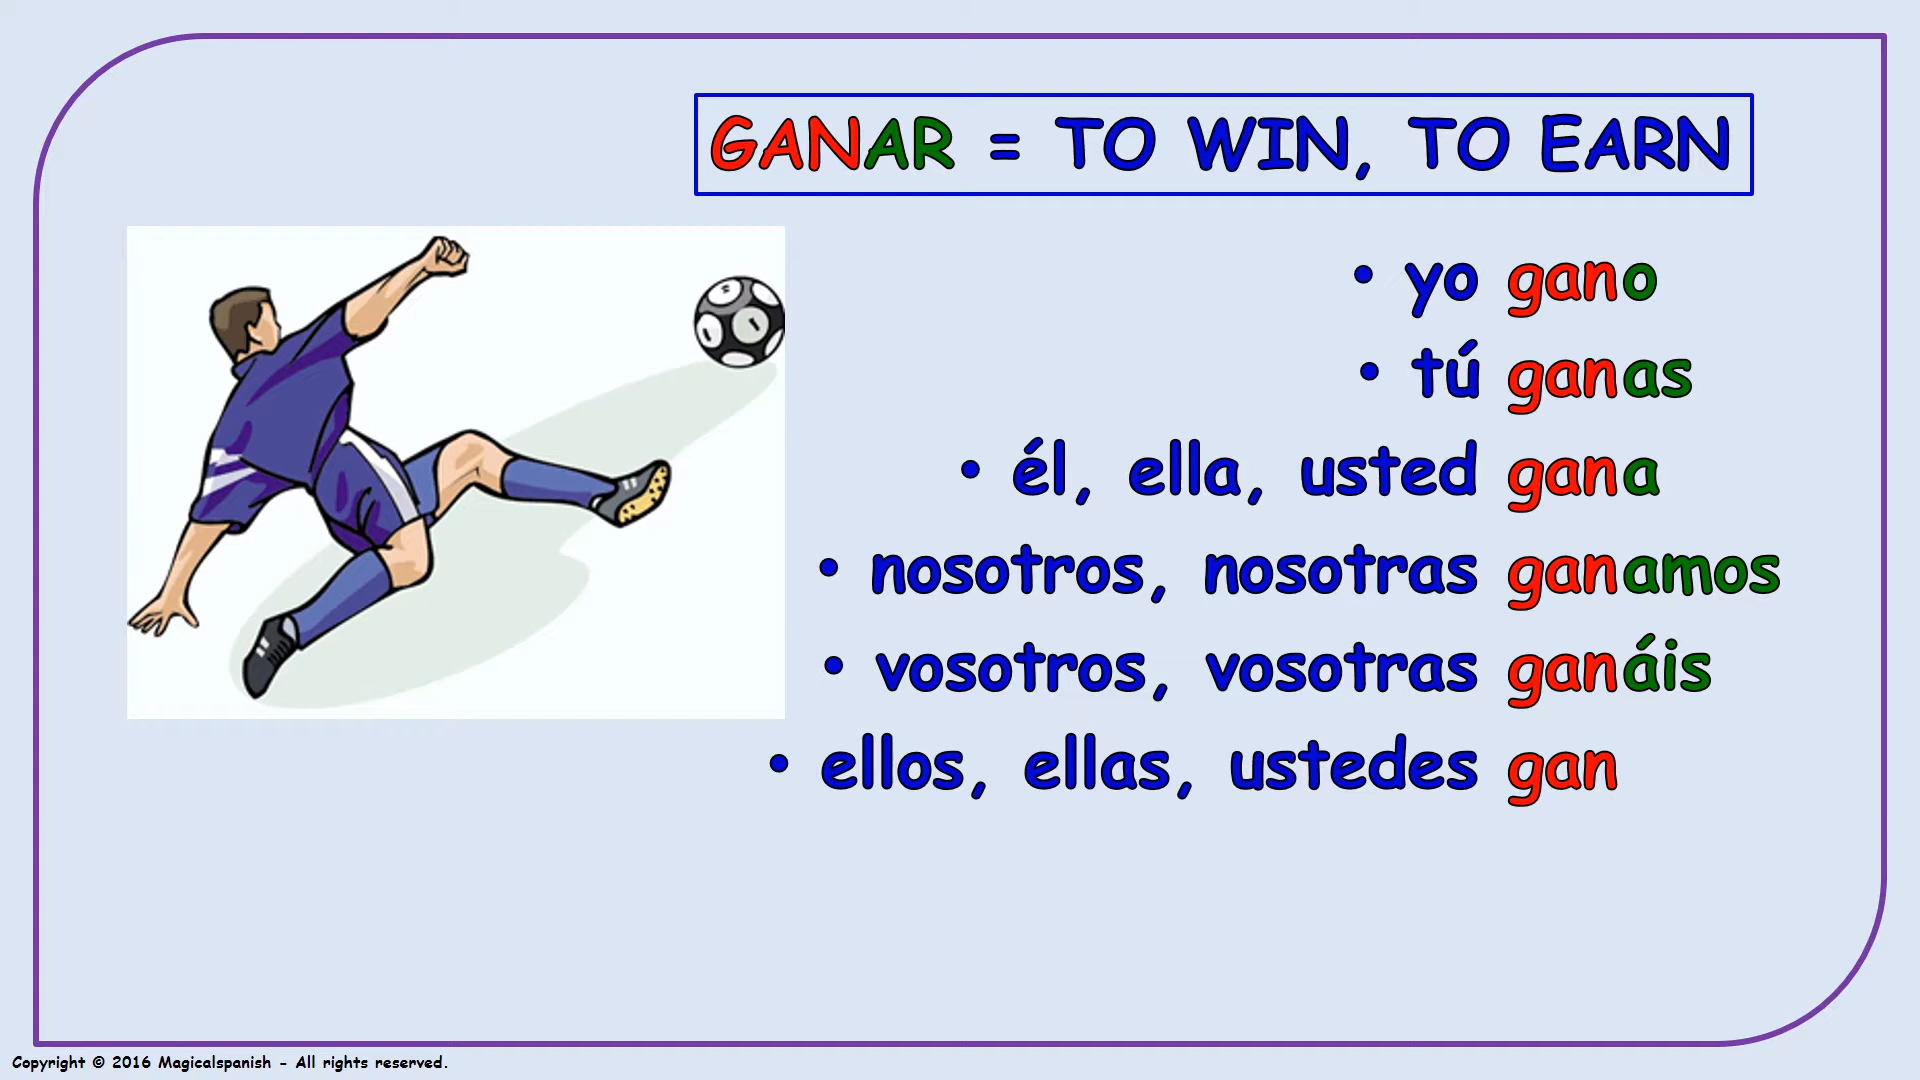 GANAR = TO WIN, TO EARN
• yo gano
• tú ganas
• él, ella, usted gana
• nosotros, nosotras ganamos
• vosotros, vosotras ganáis
• ellos, ellas, ustedes gan
Copyright © 2016 Magicalspanish - All rights reserved.